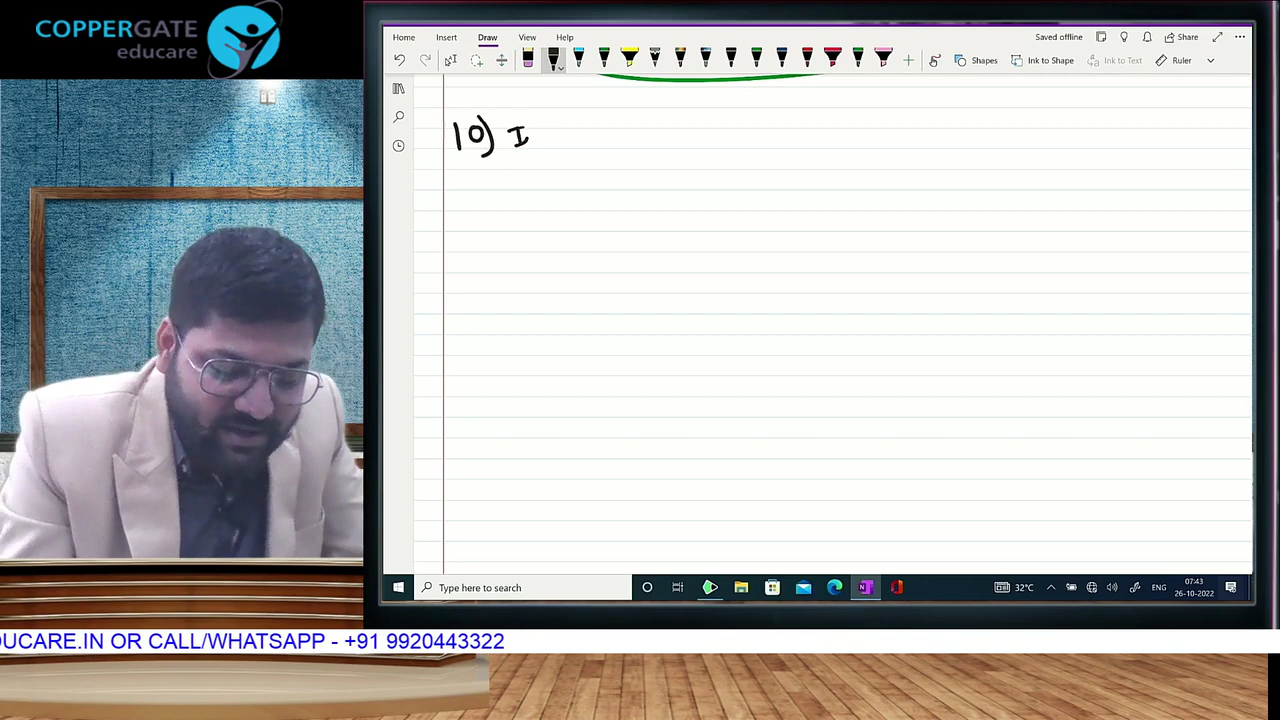 COPPERGATE
educare
Home Insert Draw View Help
Saved offline
Share
Shapes
Ink to Shape
Ink to Text
Ruler
10) I
Type here to search
32°C
ENG
07:43
26-10-2022
DUCARE.IN OR CALL/WHATSAPP - +91 9920443322